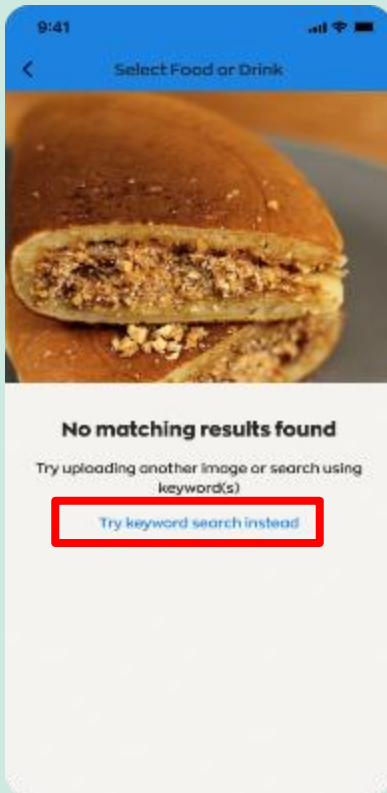 9:41
Select Food or Drink
No matching results found
Try uploading another image or search using
keyword(s)
Try keyword search instead